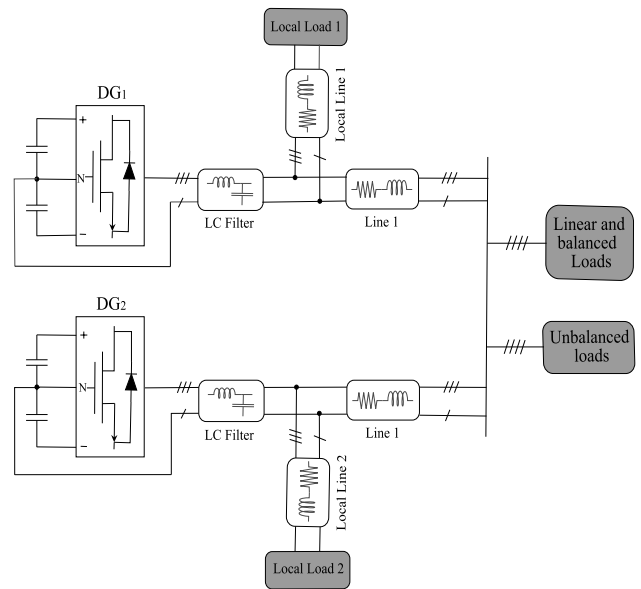 Local Load 1
Local Line 1
DG1
+
N
−
LC Filter
Line 1
Linear and
balanced
Loads
Unbalanced
loads
DG2
+
N
−
LC Filter
Line 1
Local Line 2
Local Load 2